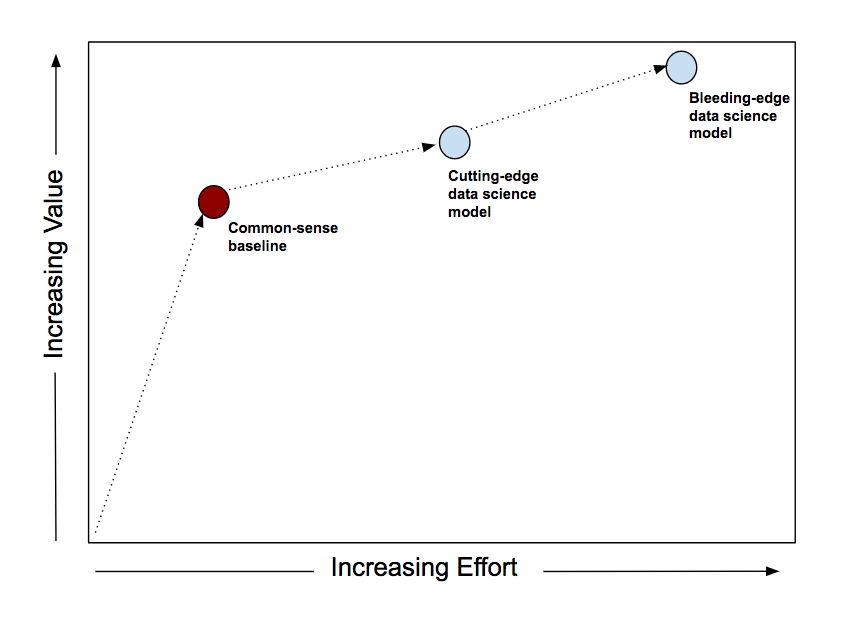 Bleeding-edge
data science
model
Cutting-edge
data science
model
Common-sense
baseline
Increasing Value
Increasing Effort